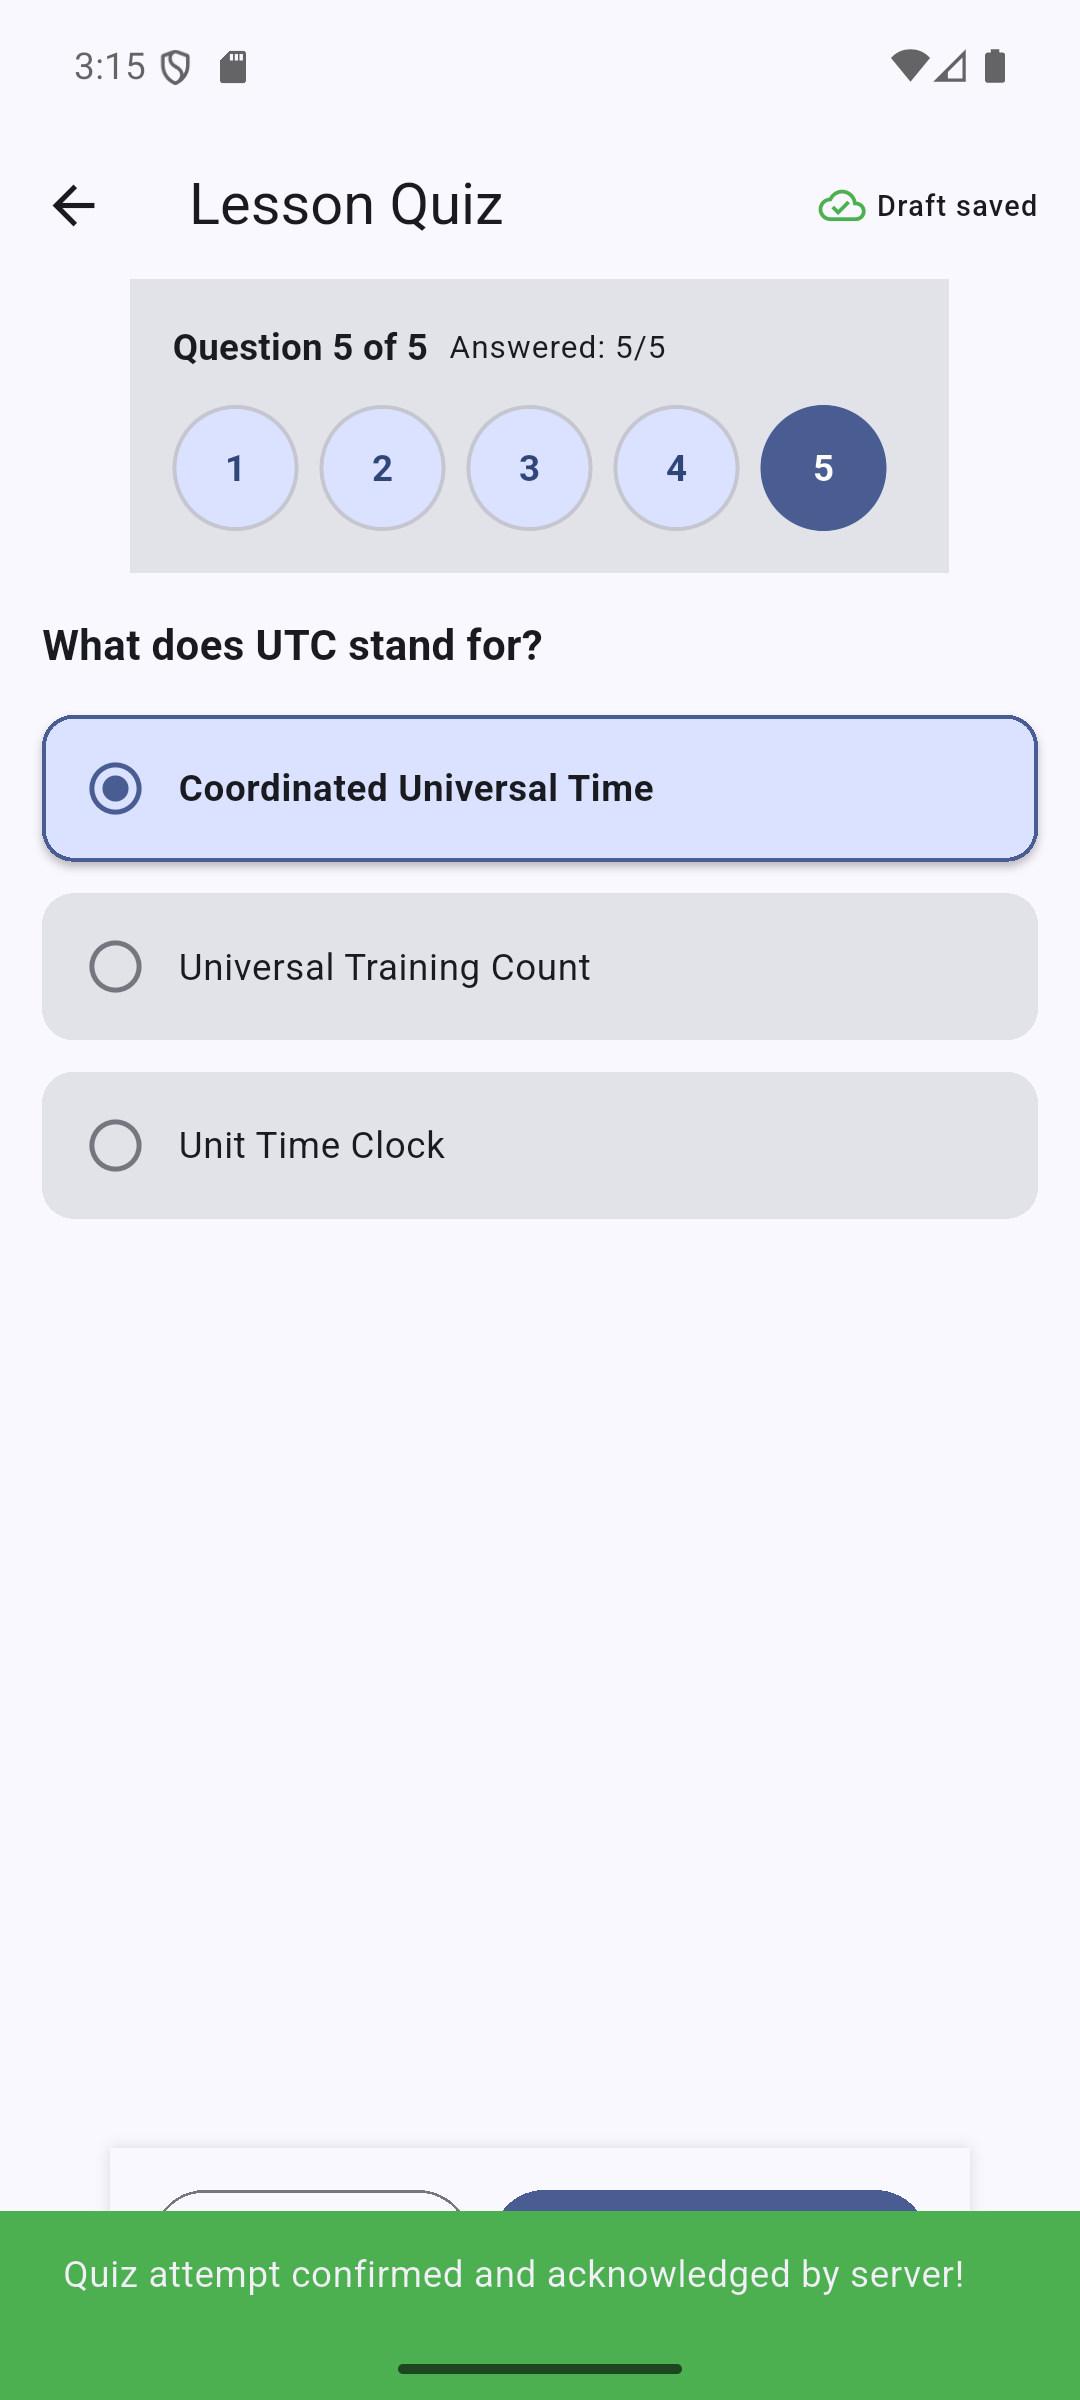 3:15
Lesson Quiz
Draft saved
Question 5 of 5 Answered: 5/5
1 2 3 4 5
What does UTC stand for?
Coordinated Universal Time
Universal Training Count
Unit Time Clock
Quiz attempt confirmed and acknowledged by server!